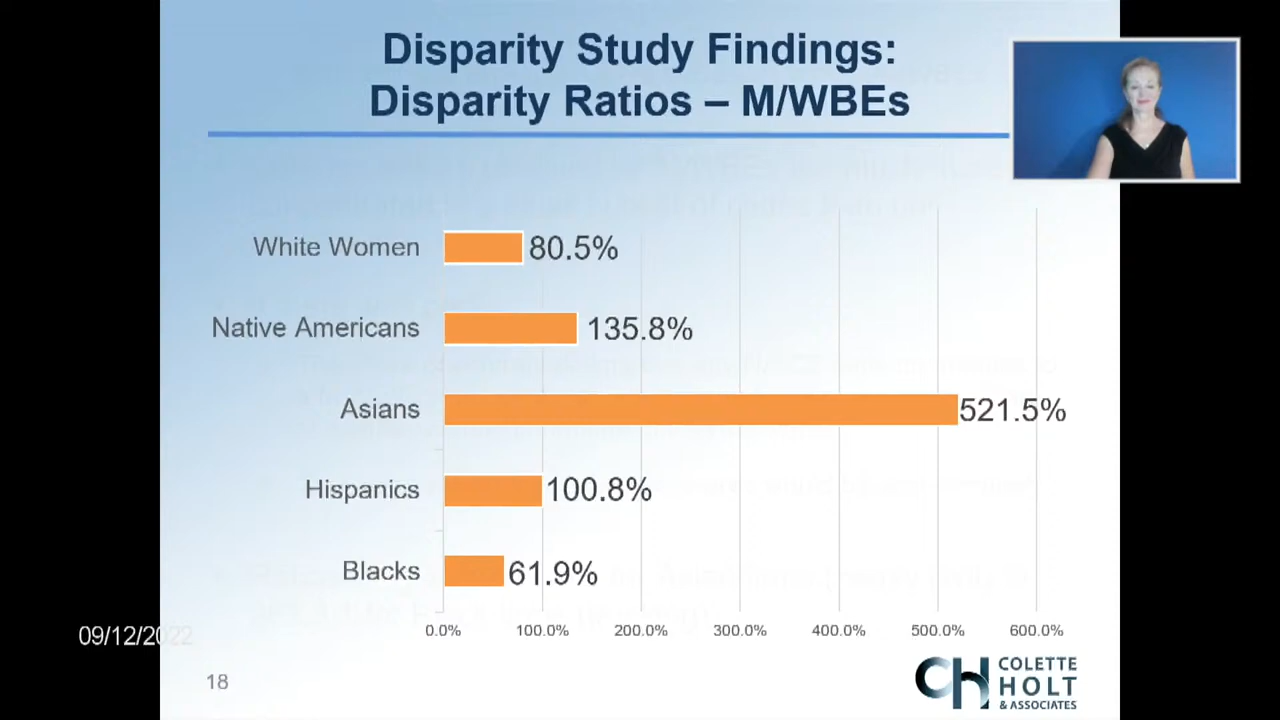 Disparity Study Findings:
Disparity Ratios – M/WBEs
White Women 80.5%
Native Americans 135.8%
Asians 521.5%
Hispanics 100.8%
Blacks 61.9%
0.0% 100.0% 200.0% 300.0% 400.0% 500.0% 600.0%
09/12/2022
18
CH COLETTE
HOLT
& ASSOCIATES